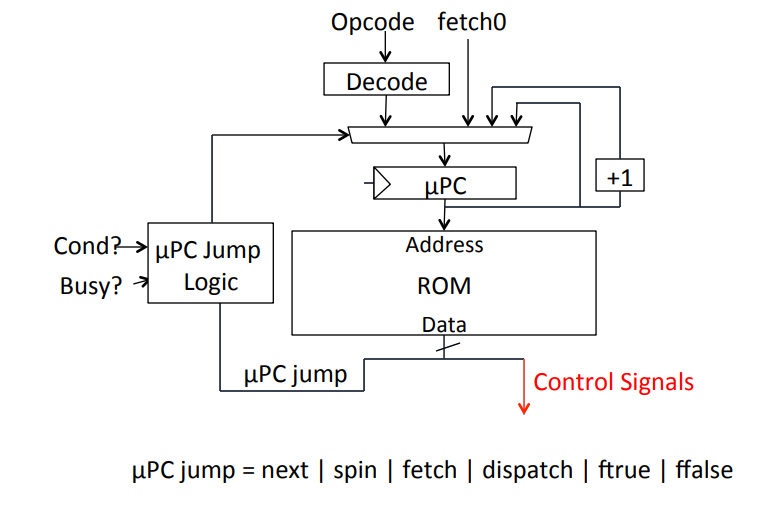 Opcode fetch0
Decode
+1
µPC
Cond?
Busy?
µPC Jump
Logic
Address
ROM
Data
µPC jump
Control Signals
µPC jump = next | spin | fetch | dispatch | ftrue | ffalse